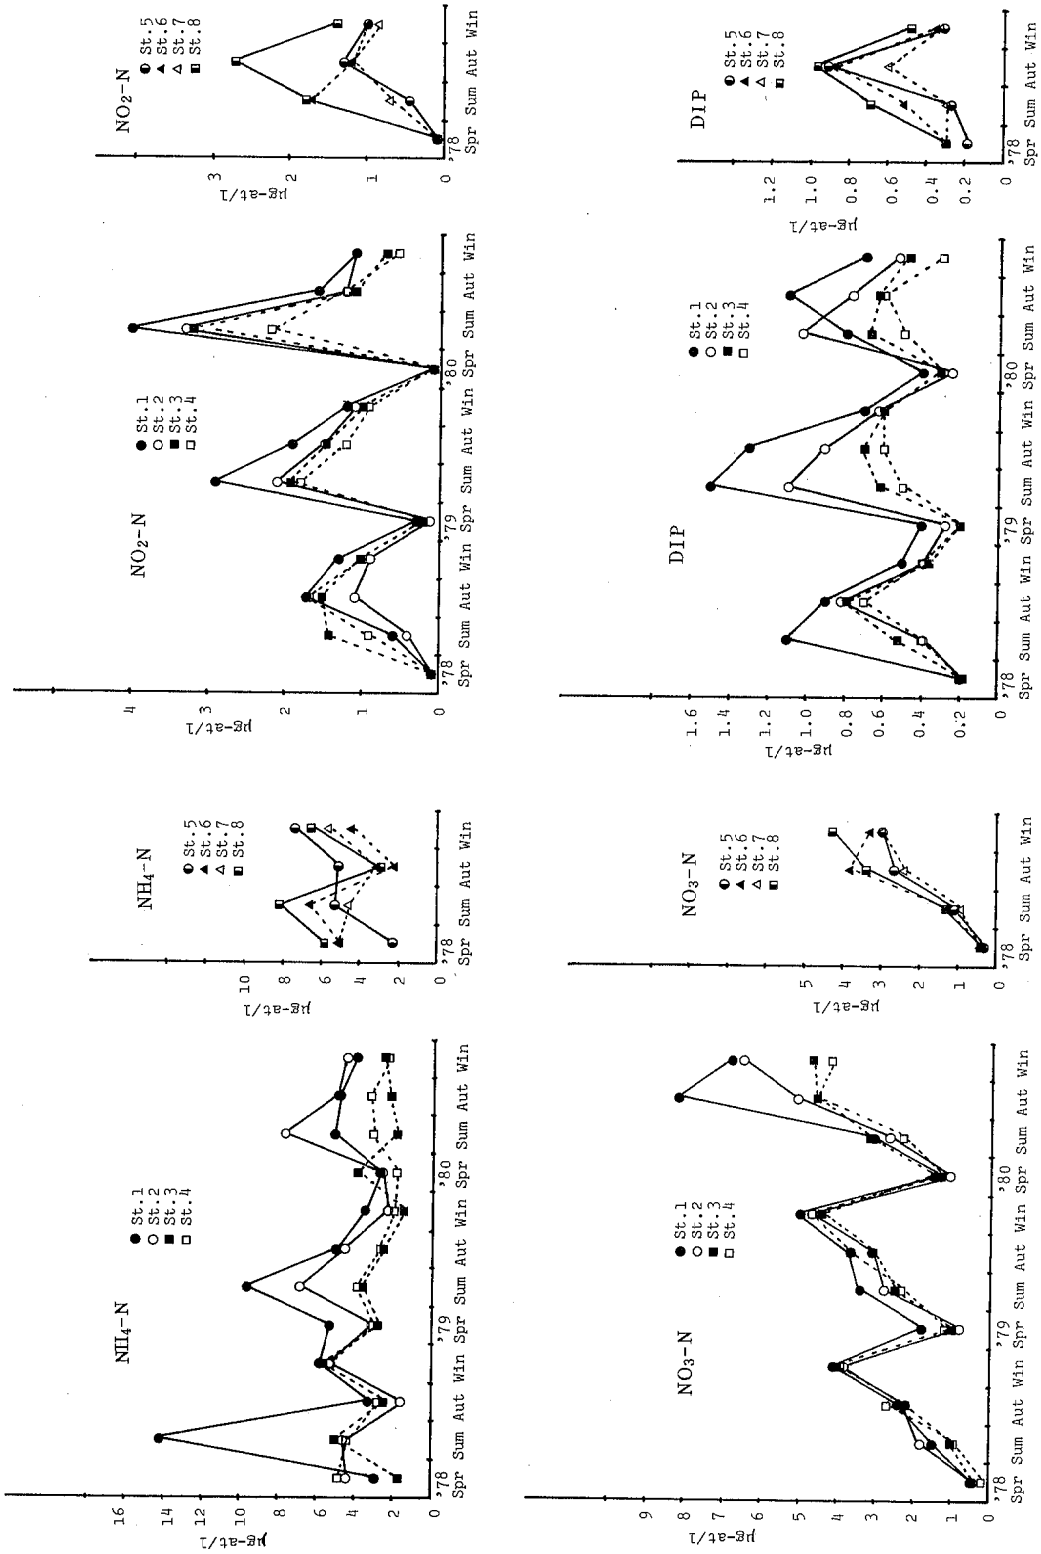 NH₄-N
● St.1
○ St.2
■ St.3
□ St.4
16
14
12
10
8
6
4
2
0
μg-at/l
'78 '79 '80
Spr Sum Aut Win Spr Sum Aut Win Spr Sum Aut Win
NH₄-N
St.5
▲ St.6
△ St.7
St.8
10
8
6
4
2
0
μg-at/l
'78
Spr Sum Aut Win
NO₂-N
● St.1
○ St.2
■ St.3
□ St.4
4
3
2
1
0
μg-at/l
'78 '79 '80
Spr Sum Aut Win Spr Sum Aut Win Spr Sum Aut Win
NO₂-N
St.5
▲ St.6
△ St.7
St.8
3
2
1
0
μg-at/l
'78
Spr Sum Aut Win
NO₃-N
● St.1
○ St.2
■ St.3
□ St.4
9
8
7
6
5
4
3
2
1
0
μg-at/l
'78 '79 '80
Spr Sum Aut Win Spr Sum Aut Win Spr Sum Aut Win
NO₃-N
St.5
▲ St.6
△ St.7
St.8
5
4
3
2
1
0
μg-at/l
'78
Spr Sum Aut Win
DIP
● St.1
○ St.2
■ St.3
□ St.4
1.6
1.4
1.2
1.0
0.8
0.6
0.4
0.2
0
μg-at/l
'78 '79 '80
Spr Sum Aut Win Spr Sum Aut Win Spr Sum Aut Win
DIP
St.5
▲ St.6
△ St.7
St.8
1.2
1.0
0.8
0.6
0.4
0.2
0
μg-at/l
'78
Spr Sum Aut Win